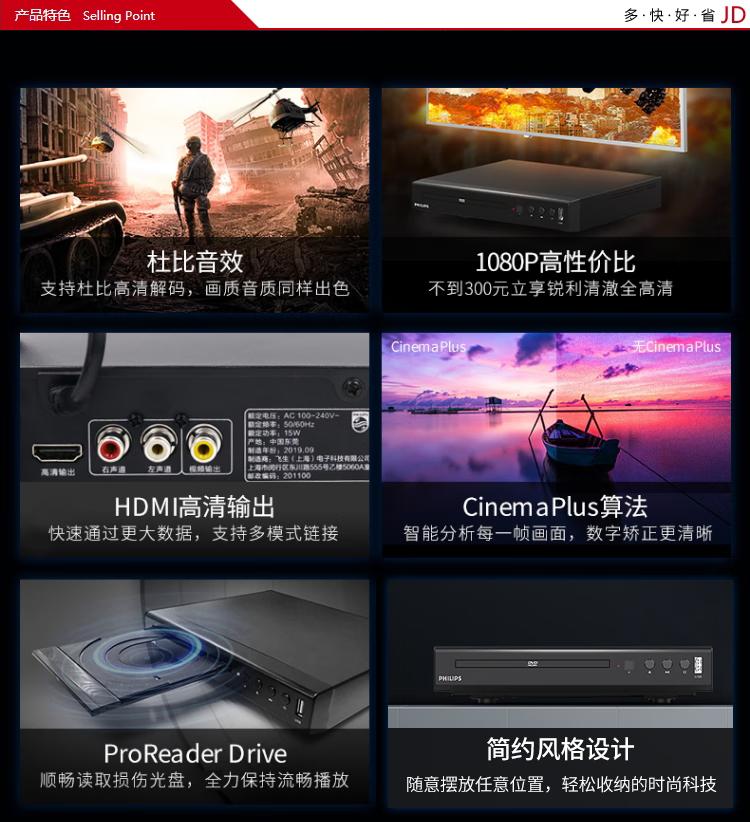 产品特色 Selling Point
多·快·好·省 JD
杜比音效
支持杜比高清解码，画质音质同样出色
PHILIPS
1080P高性价比
不到300元立享锐利清澈全高清
高清输出
右声道
左声道
视频输出
额定电压: AC 100-240V~
额定频率: 50/60Hz
额定功率: 15W
产地: 中国东莞
制造年份: 2019.09
制造商: 飞生（上海）电子科技有限公司
上海市闵行区东川路555号乙楼5060A室
邮政编码: 201100
HDMI高清输出
快速通过更大数据，支持多模式链接
CinemaPlus
无CinemaPlus
CinemaPlus算法
智能分析每一帧画面，数字矫正更清晰
ProReader Drive
顺畅读取损伤光盘，全力保持流畅播放
PHILIPS
简约风格设计
随意摆放任意位置，轻松收纳的时尚科技